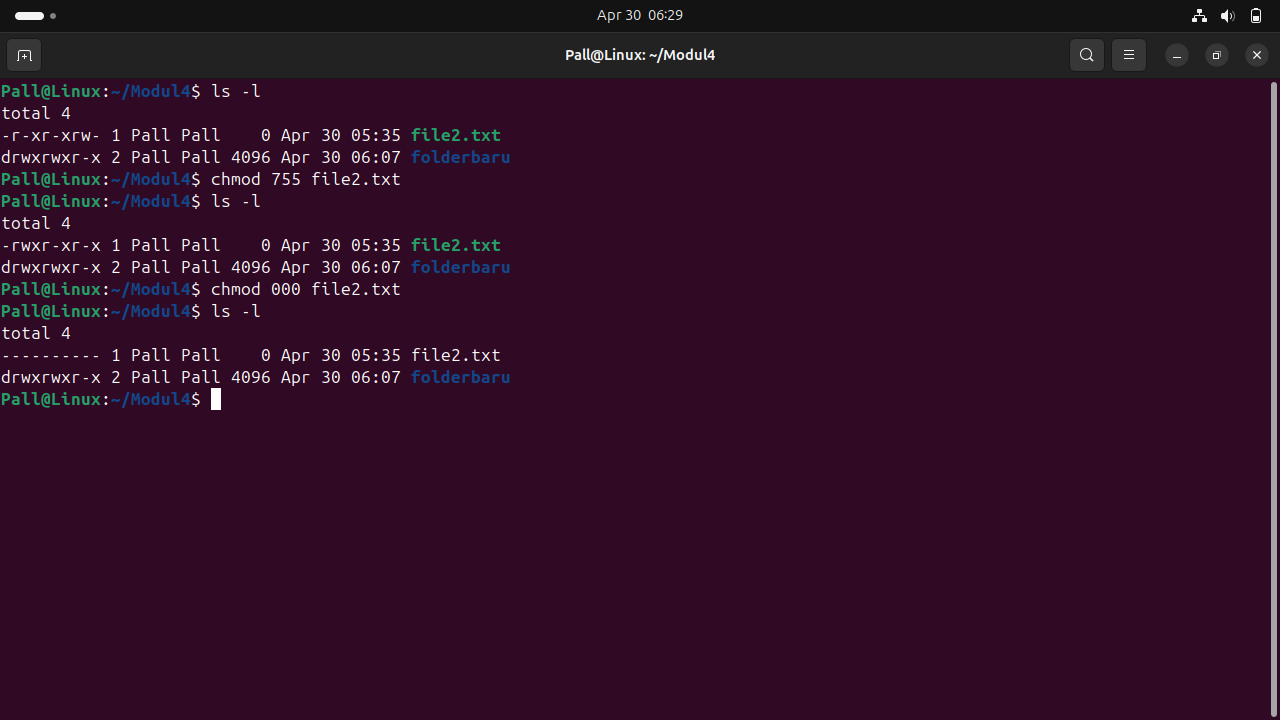 Apr 30 06:29
Pall@Linux: ~/Modul4
Pall@Linux:~/Modul4$ ls -l
total 4
-r-xr-xrw- 1 Pall Pall    0 Apr 30 05:35 file2.txt
drwxrwxr-x 2 Pall Pall 4096 Apr 30 06:07 folderbaru
Pall@Linux:~/Modul4$ chmod 755 file2.txt
Pall@Linux:~/Modul4$ ls -l
total 4
-rwxr-xr-x 1 Pall Pall    0 Apr 30 05:35 file2.txt
drwxrwxr-x 2 Pall Pall 4096 Apr 30 06:07 folderbaru
Pall@Linux:~/Modul4$ chmod 000 file2.txt
Pall@Linux:~/Modul4$ ls -l
total 4
---------- 1 Pall Pall    0 Apr 30 05:35 file2.txt
drwxrwxr-x 2 Pall Pall 4096 Apr 30 06:07 folderbaru
Pall@Linux:~/Modul4$